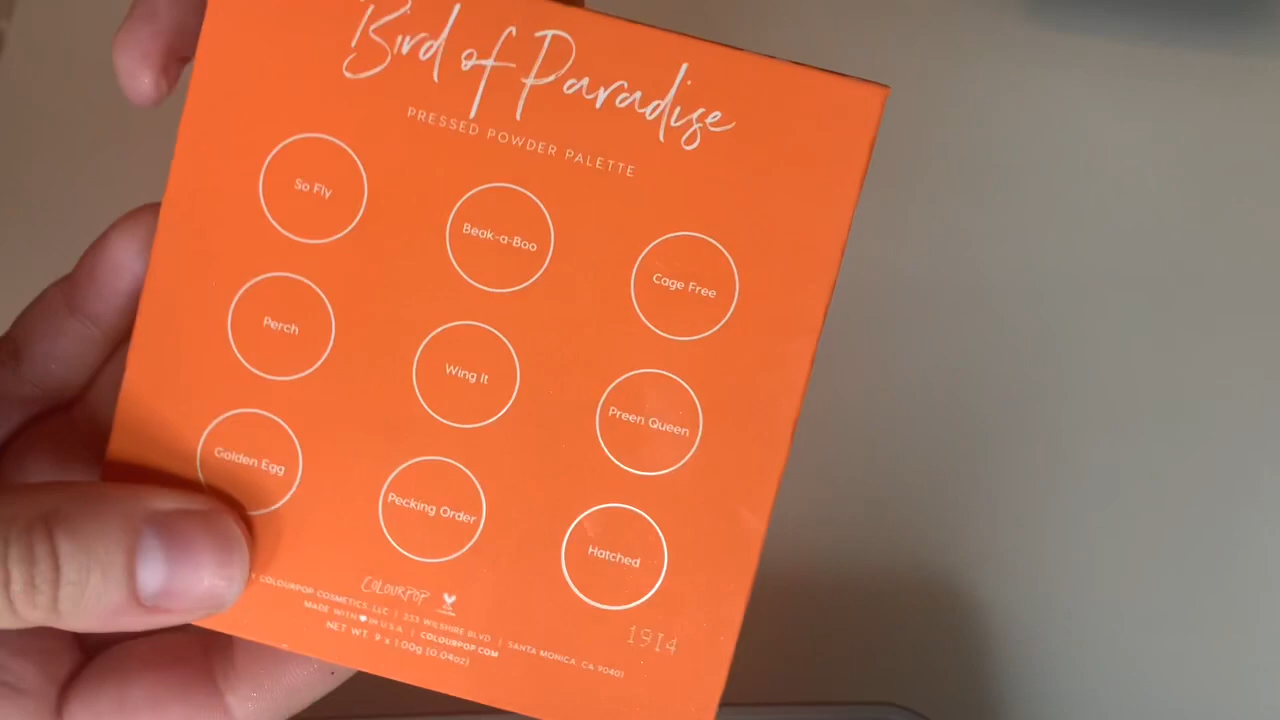 Bird of Paradise
PRESSED POWDER PALETTE
So Fly
Beak-a-Boo
Cage Free
Perch
Wing It
Preen Queen
Golden Egg
Pecking Order
Hatched
COLOURPOP
COLOURPOP COSMETICS, LLC | 233 WILSHIRE BLVD | SANTA MONICA, CA 90401
MADE WITH ♥ IN U.S.A. | COLOURPOP.COM
NET WT. 9 x 1.00g (0.04oz)
1914